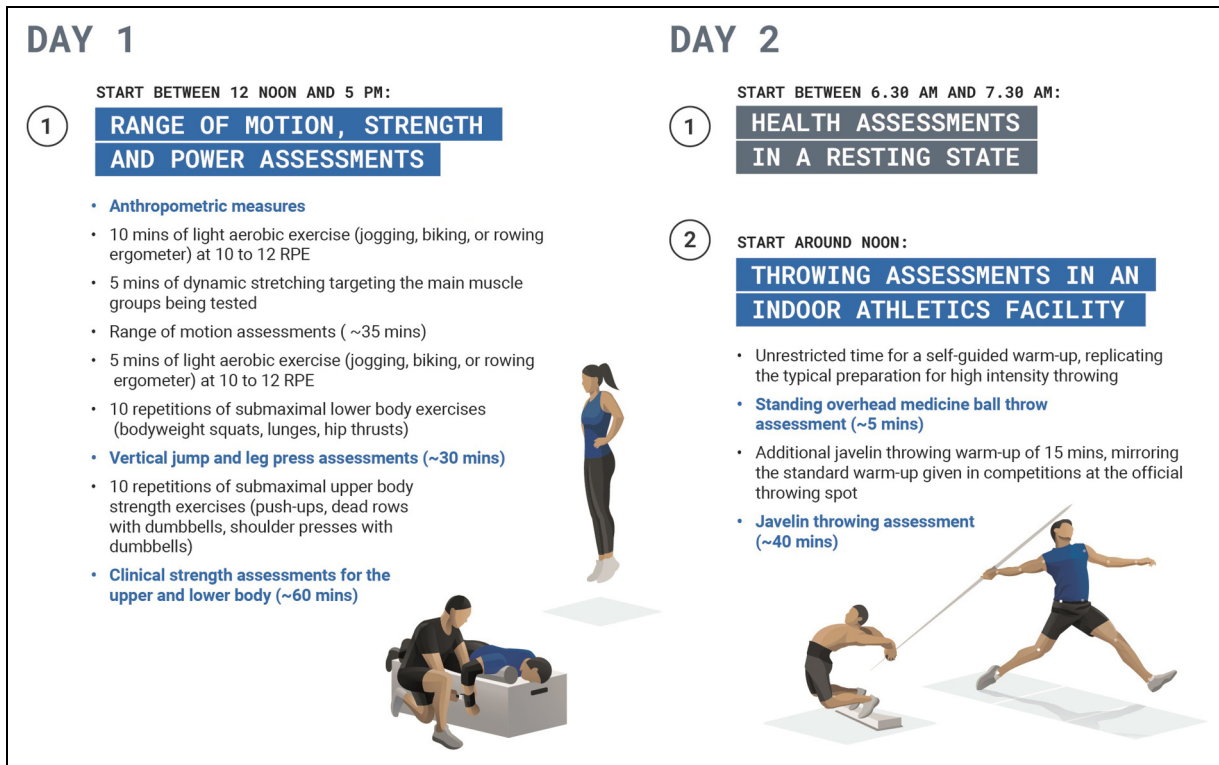 DAY 1
START BETWEEN 12 NOON AND 5 PM:
1
RANGE OF MOTION, STRENGTH
AND POWER ASSESSMENTS
• Anthropometric measures
• 10 mins of light aerobic exercise (jogging, biking, or rowing
ergometer) at 10 to 12 RPE
• 5 mins of dynamic stretching targeting the main muscle
groups being tested
• Range of motion assessments ( ~35 mins)
• 5 mins of light aerobic exercise (jogging, biking, or rowing
ergometer) at 10 to 12 RPE
• 10 repetitions of submaximal lower body exercises
(bodyweight squats, lunges, hip thrusts)
• Vertical jump and leg press assessments (~30 mins)
• 10 repetitions of submaximal upper body
strength exercises (push-ups, dead rows
with dumbbells, shoulder presses with
dumbbells)
• Clinical strength assessments for the
upper and lower body (~60 mins)
DAY 2
START BETWEEN 6.30 AM AND 7.30 AM:
1
HEALTH ASSESSMENTS
IN A RESTING STATE
2
START AROUND NOON:
THROWING ASSESSMENTS IN AN
INDOOR ATHLETICS FACILITY
• Unrestricted time for a self-guided warm-up, replicating
the typical preparation for high intensity throwing
• Standing overhead medicine ball throw
assessment (~5 mins)
• Additional javelin throwing warm-up of 15 mins, mirroring
the standard warm-up given in competitions at the official
throwing spot
• Javelin throwing assessment
(~40 mins)